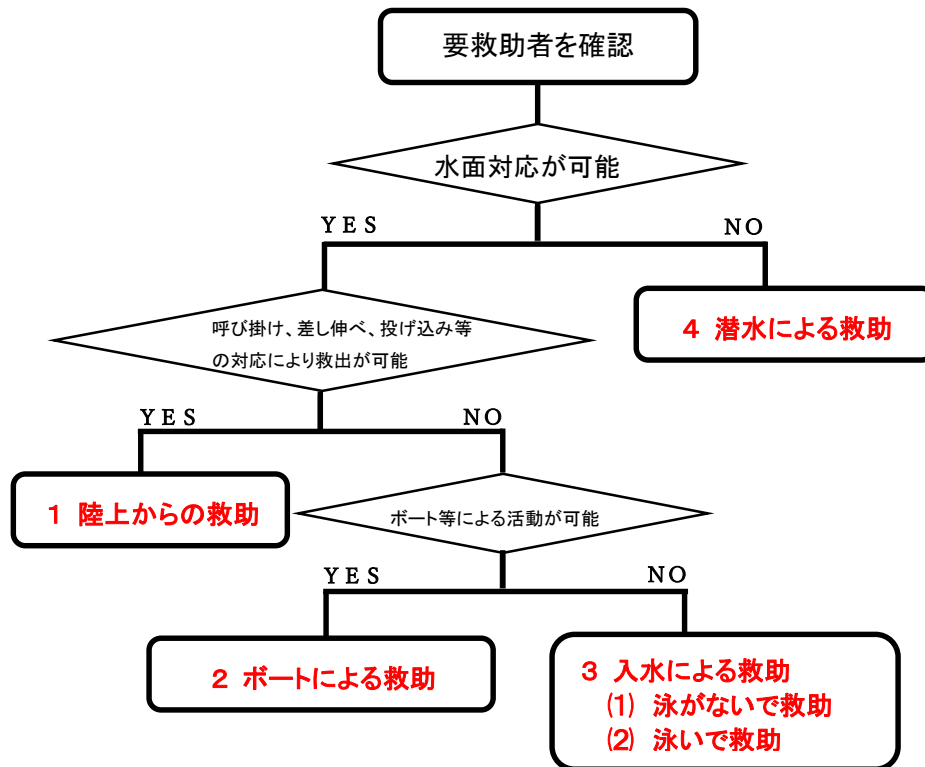 要救助者を確認
水面対応が可能
YES
NO
呼び掛け、差し伸べ、投げ込み等
の対応により救出が可能
4 潜水による救助
YES
NO
1 陸上からの救助
ボート等による活動が可能
YES
NO
2 ボートによる救助
3 入水による救助
(1) 泳がないで救助
(2) 泳いで救助